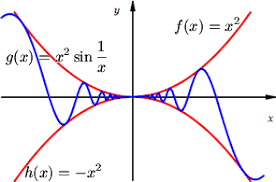 y
f(x) = x²
g(x) = x² sin 1/x
x
h(x) = −x²